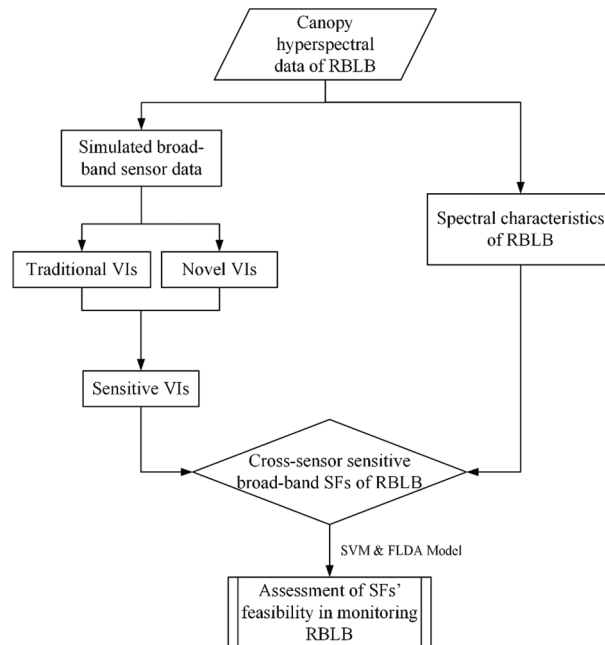 Canopy
hyperspectral
data of RBLB
Simulated broad-
band sensor data
Spectral characteristics
of RBLB
Traditional VIs
Novel VIs
Sensitive VIs
Cross-sensor sensitive
broad-band SFs of RBLB
SVM & FLDA Model
Assessment of SFs'
feasibility in monitoring
RBLB